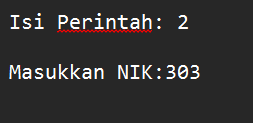 Isi Perintah: 2
Masukkan NIK:303